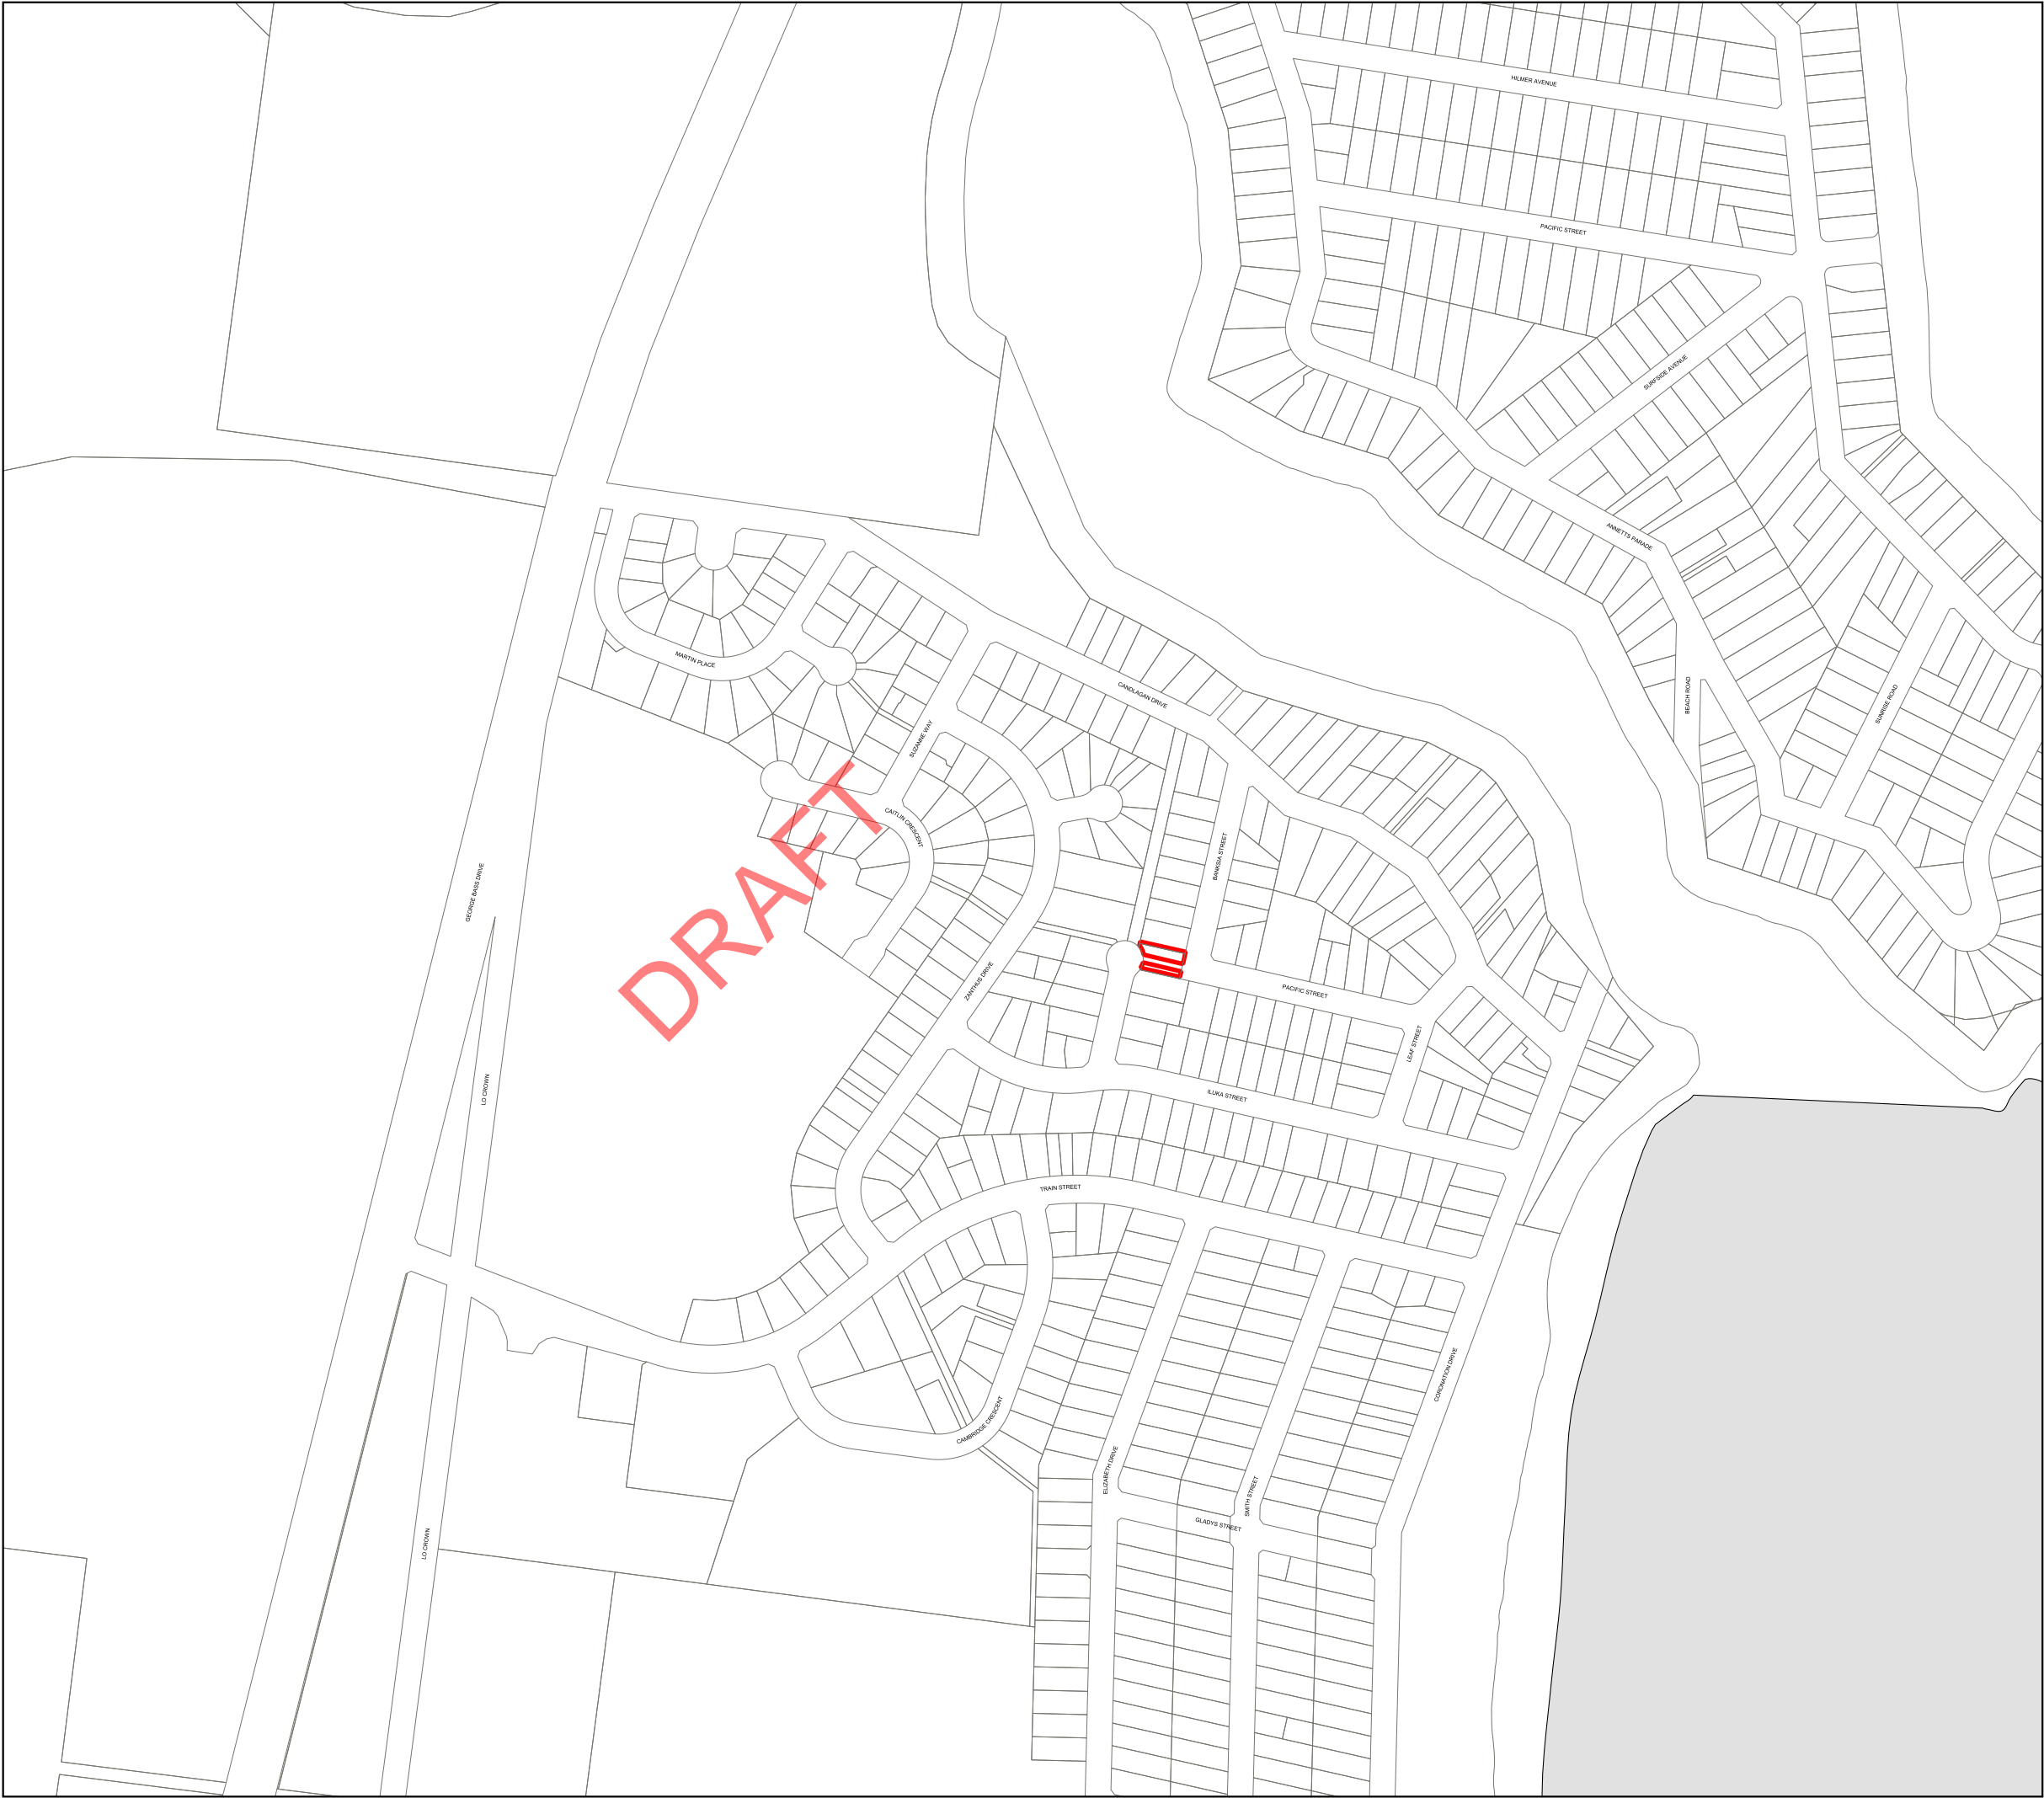 HILMER AVENUE
PACIFIC STREET
SURFSIDE AVENUE
ANNETTS PARADE
MARTIN PLACE
CANDLAGAN DRIVE
BEACH ROAD
SUNRISE ROAD
SUZANNE WAY
CAITLIN CRESCENT
BANKSIA STREET
GEORGE BASS DRIVE
DRAFT
ZANTHUS DRIVE
PACIFIC STREET
LEAF STREET
LO CROWN
ILUKA STREET
TRAIN STREET
CORONATION DRIVE
CAMBRIDGE CRESCENT
ELIZABETH DRIVE
SMITH STREET
GLADYS STREET
LO CROWN